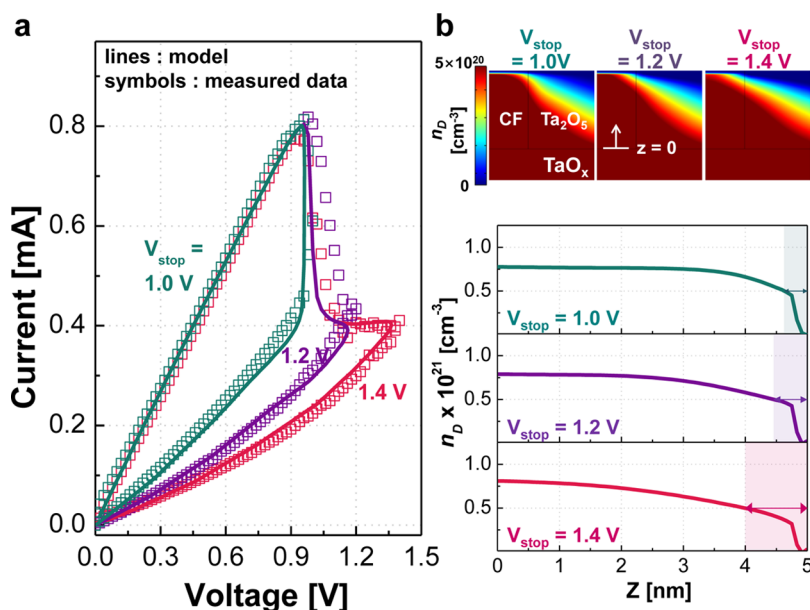 a
lines : model
symbols : measured data
V_stop =
1.0 V
1.2 V
1.4 V
Current [mA]
0.8
0.6
0.4
0.2
0.0
0.0 0.3 0.6 0.9 1.2 1.5
Voltage [V]
b
V_stop = 1.0V
V_stop = 1.2 V
V_stop = 1.4 V
5×10^20
n_D [cm^-3]
0
CF
Ta_2O_5
z = 0
TaO_x
n_D x 10^21 [cm^-3]
1.0
0.5
V_stop = 1.0 V
1.0
0.5
V_stop = 1.2 V
1.0
0.5
V_stop = 1.4 V
0 1 2 3 4 5
Z [nm]